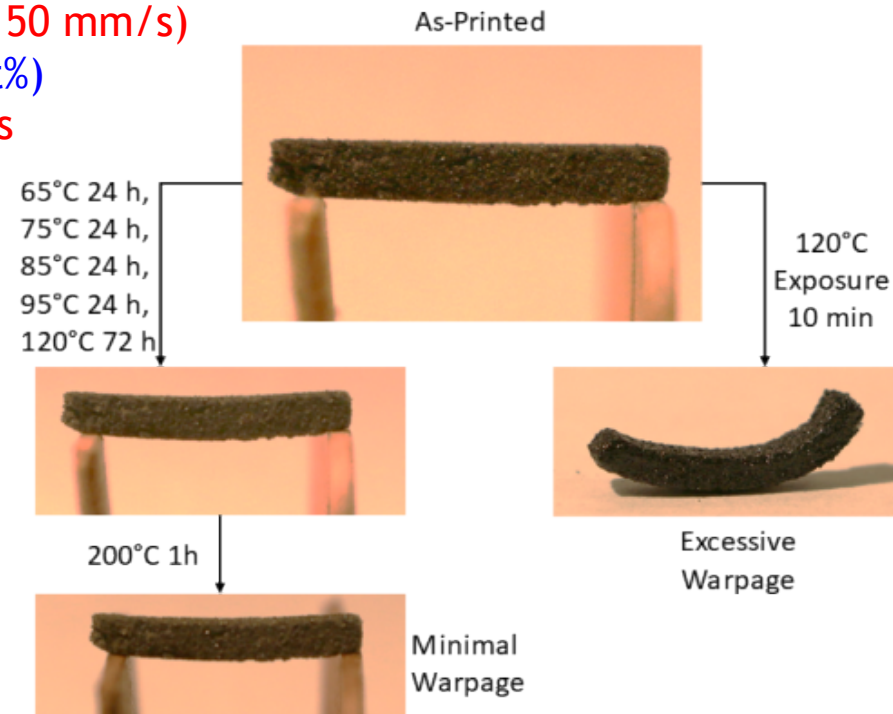 50 mm/s)
%)
s
As-Printed
65°C 24 h,
75°C 24 h,
85°C 24 h,
95°C 24 h,
120°C 72 h
120°C
Exposure
10 min
200°C 1h
Excessive
Warpage
Minimal
Warpage